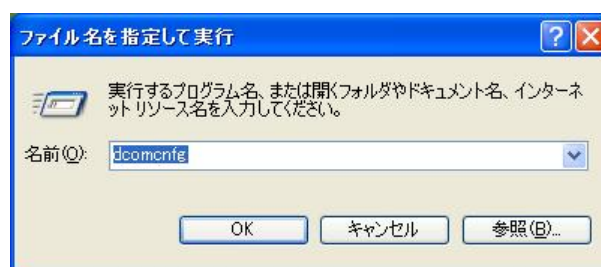 ファイル名を指定して実行
実行するプログラム名、または開くフォルダやドキュメント名、インターネ
ット リソース名を入力してください。
名前(O): dcomcnfg
OK キャンセル 参照(B)...